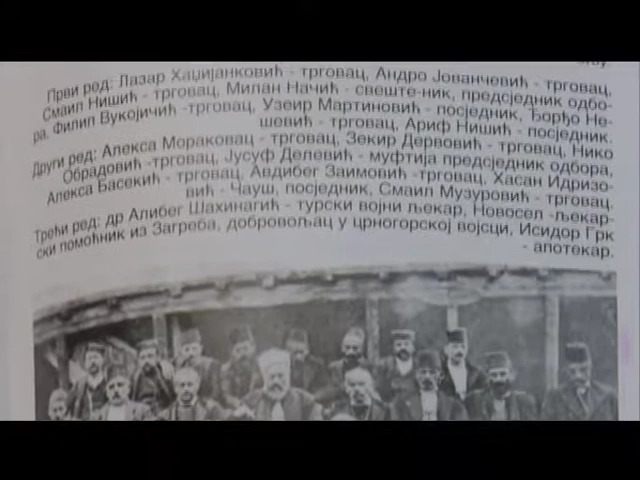 Први ред: Лазар Хаџијанковић - трговац, Андро Јованчевић - трговац,
Смаил Нишић - трговац, Милан Начић - свеште-ник, предсједник одбо-
ра, Филип Вукојичић -трговац, Узеир Мартиновић - посједник, Ђорђо Не-
шевић - трговац, Ариф Нишић - посједник.
Други ред: Алекса Мораковац - трговац, Зекир Дервовић - трговац, Нико
Обрадовић -трговац, Јусуф Делевић - муфтија предсједник одбора,
Алекса Басекић - трговац, Авдибег Заимовић -трговац, Хасан Идризо-
вић - Чауш, посједник, Смаил Музуровић - трговац.
Трећи ред: др Алибег Шахинагић - турски војни љекар, Новосел -љекар-
ски помоћник из Загреба, добровољац у црногорској војсци, Исидор Грк
- апотекар.